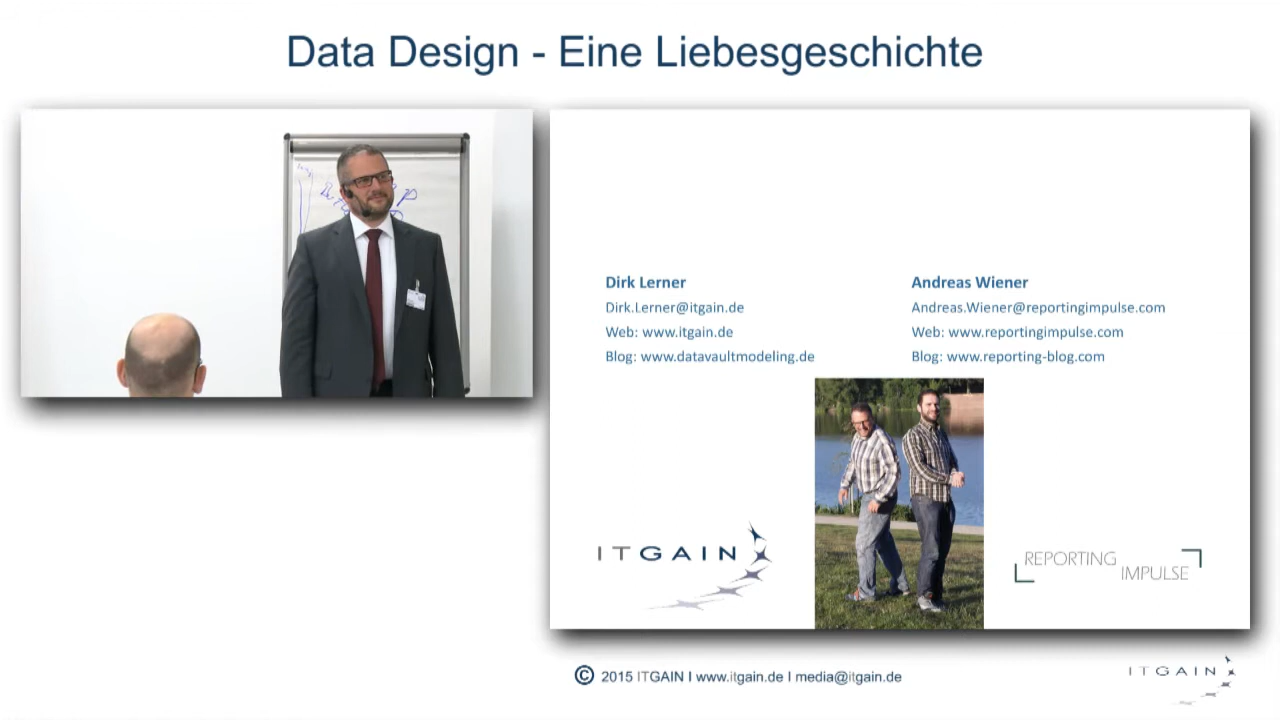 Data Design - Eine Liebesgeschichte
Dirk Lerner
Dirk.Lerner@itgain.de
Web: www.itgain.de
Blog: www.datavaultmodeling.de
Andreas Wiener
Andreas.Wiener@reportingimpulse.com
Web: www.reportingimpulse.com
Blog: www.reporting-blog.com
ITGAIN
REPORTING
IMPULSE
© 2015 ITGAIN I www.itgain.de I media@itgain.de
ITGAIN